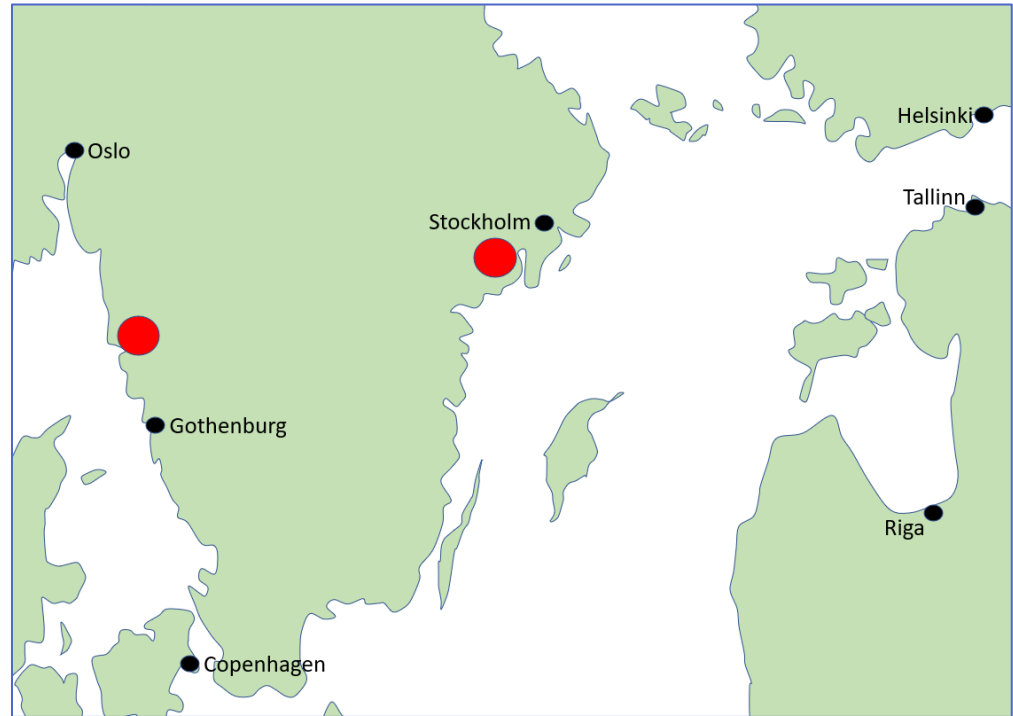 Helsinki
Oslo
Tallinn
Stockholm
Gothenburg
Riga
Copenhagen